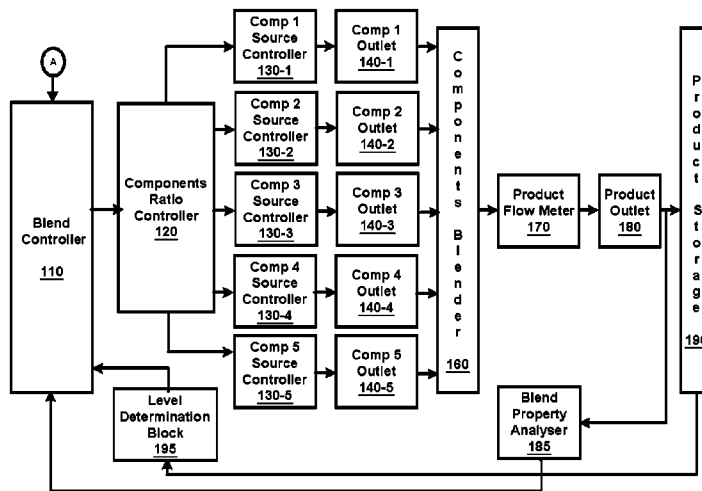 A
Blend
Controller
110
Components
Ratio
Controller
120
Comp 1
Source
Controller
130-1
Comp 1
Outlet
140-1
Comp 2
Source
Controller
130-2
Comp 2
Outlet
140-2
Comp 3
Source
Controller
130-3
Comp 3
Outlet
140-3
Comp 4
Source
Controller
130-4
Comp 4
Outlet
140-4
Comp 5
Source
Controller
130-5
Comp 5
Outlet
140-5
Components Blender
160
Product
Flow Meter
170
Product
Outlet
180
Product Storage
190
Level
Determination
Block
195
Blend
Property
Analyser
185